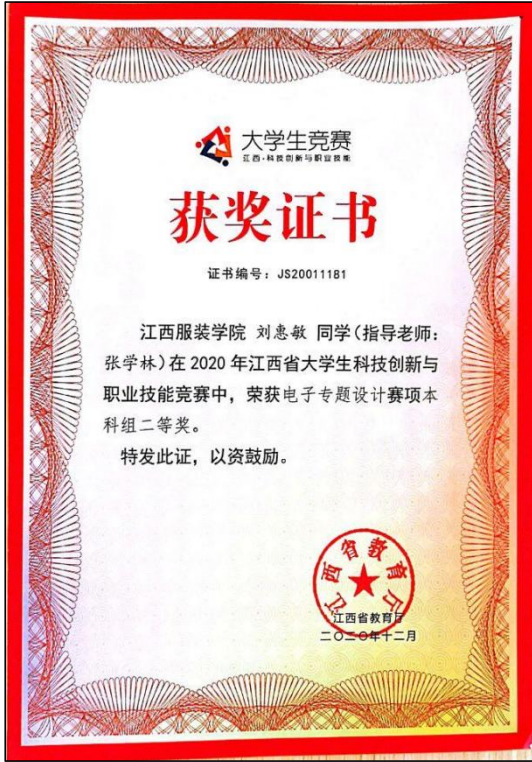 大学生竞赛
江西·科技创新与职业技能
获奖证书
证书编号：JS20011181
江西服装学院 刘惠敏 同学（指导老师：
张学林）在 2020 年江西省大学生科技创新与
职业技能竞赛中，荣获电子专题设计赛项本
科组二等奖。
特发此证，以资鼓励。
江西省教育厅
江西省教育厅
二〇二〇年十二月